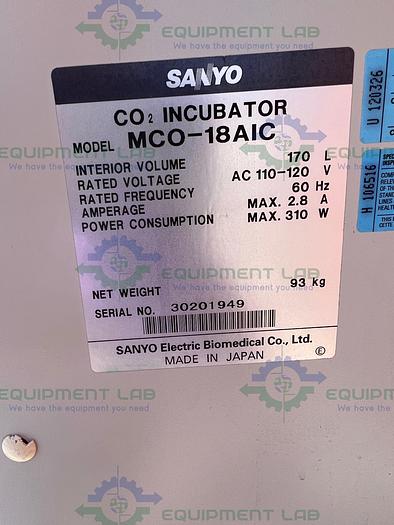 SANYO
CO2 INCUBATOR
MODEL MCO-18AIC
INTERIOR VOLUME 170 L
RATED VOLTAGE AC 110-120 V
RATED FREQUENCY 60 Hz
AMPERAGE MAX. 2.8 A
POWER CONSUMPTION MAX. 310 W
NET WEIGHT 93 kg
SERIAL NO. 30201949
SANYO Electric Biomedical Co., Ltd.
MADE IN JAPAN
E
U 120326
H 106516
EQUIPMENT LAB
We have the equipment you need